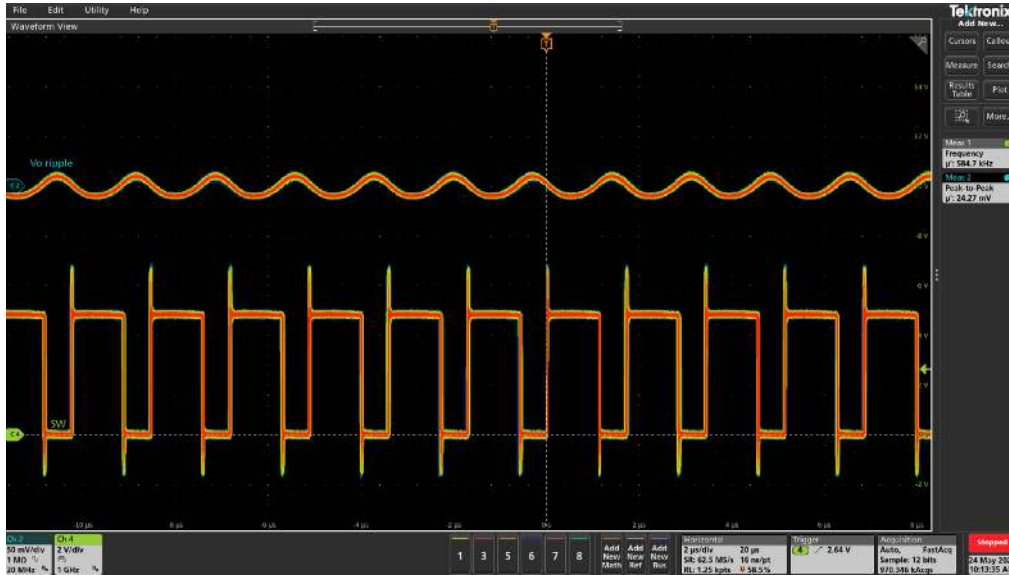 File Edit Utility Help
Tektronix
Waveform View
Add New...
Cursors Callou
Measure Search
Results Table Plot
More...
Meas 1
Frequency
µ': 584.7 kHz
Meas 2
Peak-to-Peak
µ': 24.27 mV
T
14 V
12 V
Vo ripple
C 2
8 V
6 V
SW
C 4
-2 V
-10 µs -8 µs -6 µs -4 µs -2 µs 0 s 2 µs 4 µs 6 µs 8 µs
Ch 2
50 mV/div
1 MΩ
20 MHz
Ch 4
2 V/div
1 GHz
1 3 5 6 7 8
Add New Math
Add New Ref
Add New Bus
Horizontal
2 µs/div 20 µs
SR: 62.5 MS/s 16 ns/pt
RL: 1.25 kpts 58.5%
Trigger
4 2.64 V
Acquisition
Auto, FastAcq
Sample: 12 bits
970.346 kAcqs
Stopped
24 May 20
10:13:35 A